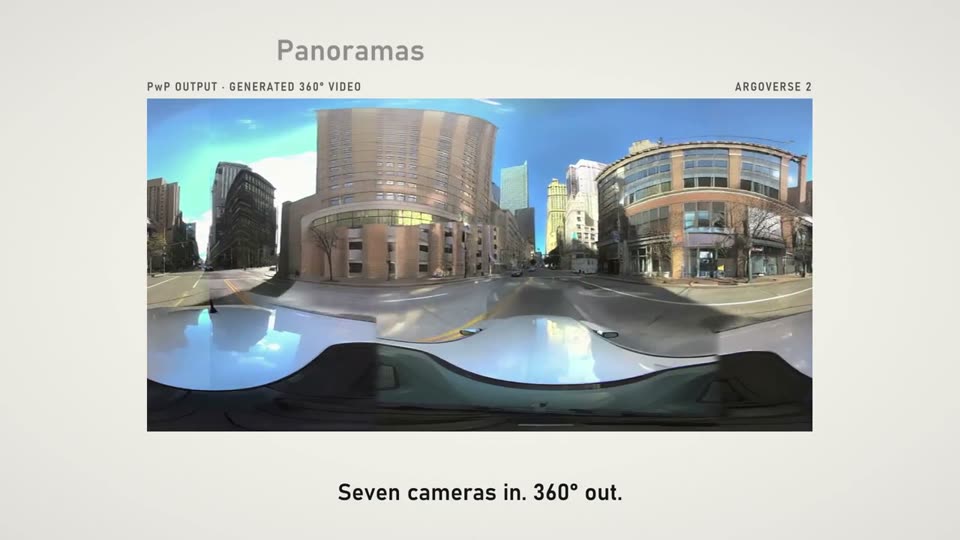 Panoramas
PwP OUTPUT · GENERATED 360° VIDEO
ARGOVERSE 2
Seven cameras in. 360° out.